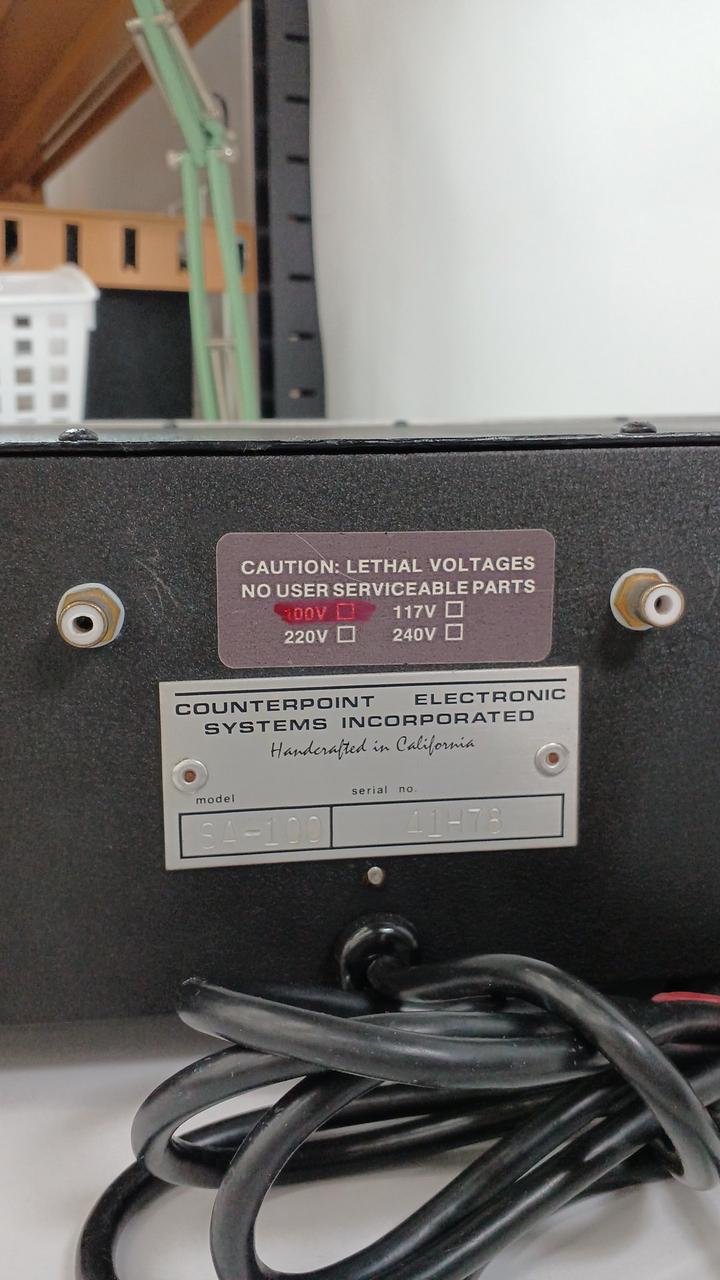 CAUTION: LETHAL VOLTAGES
NO USER SERVICEABLE PARTS
100V 117V
220V 240V
COUNTERPOINT ELECTRONIC
SYSTEMS INCORPORATED
Handcrafted in California
model serial no.
SA-100 41H78